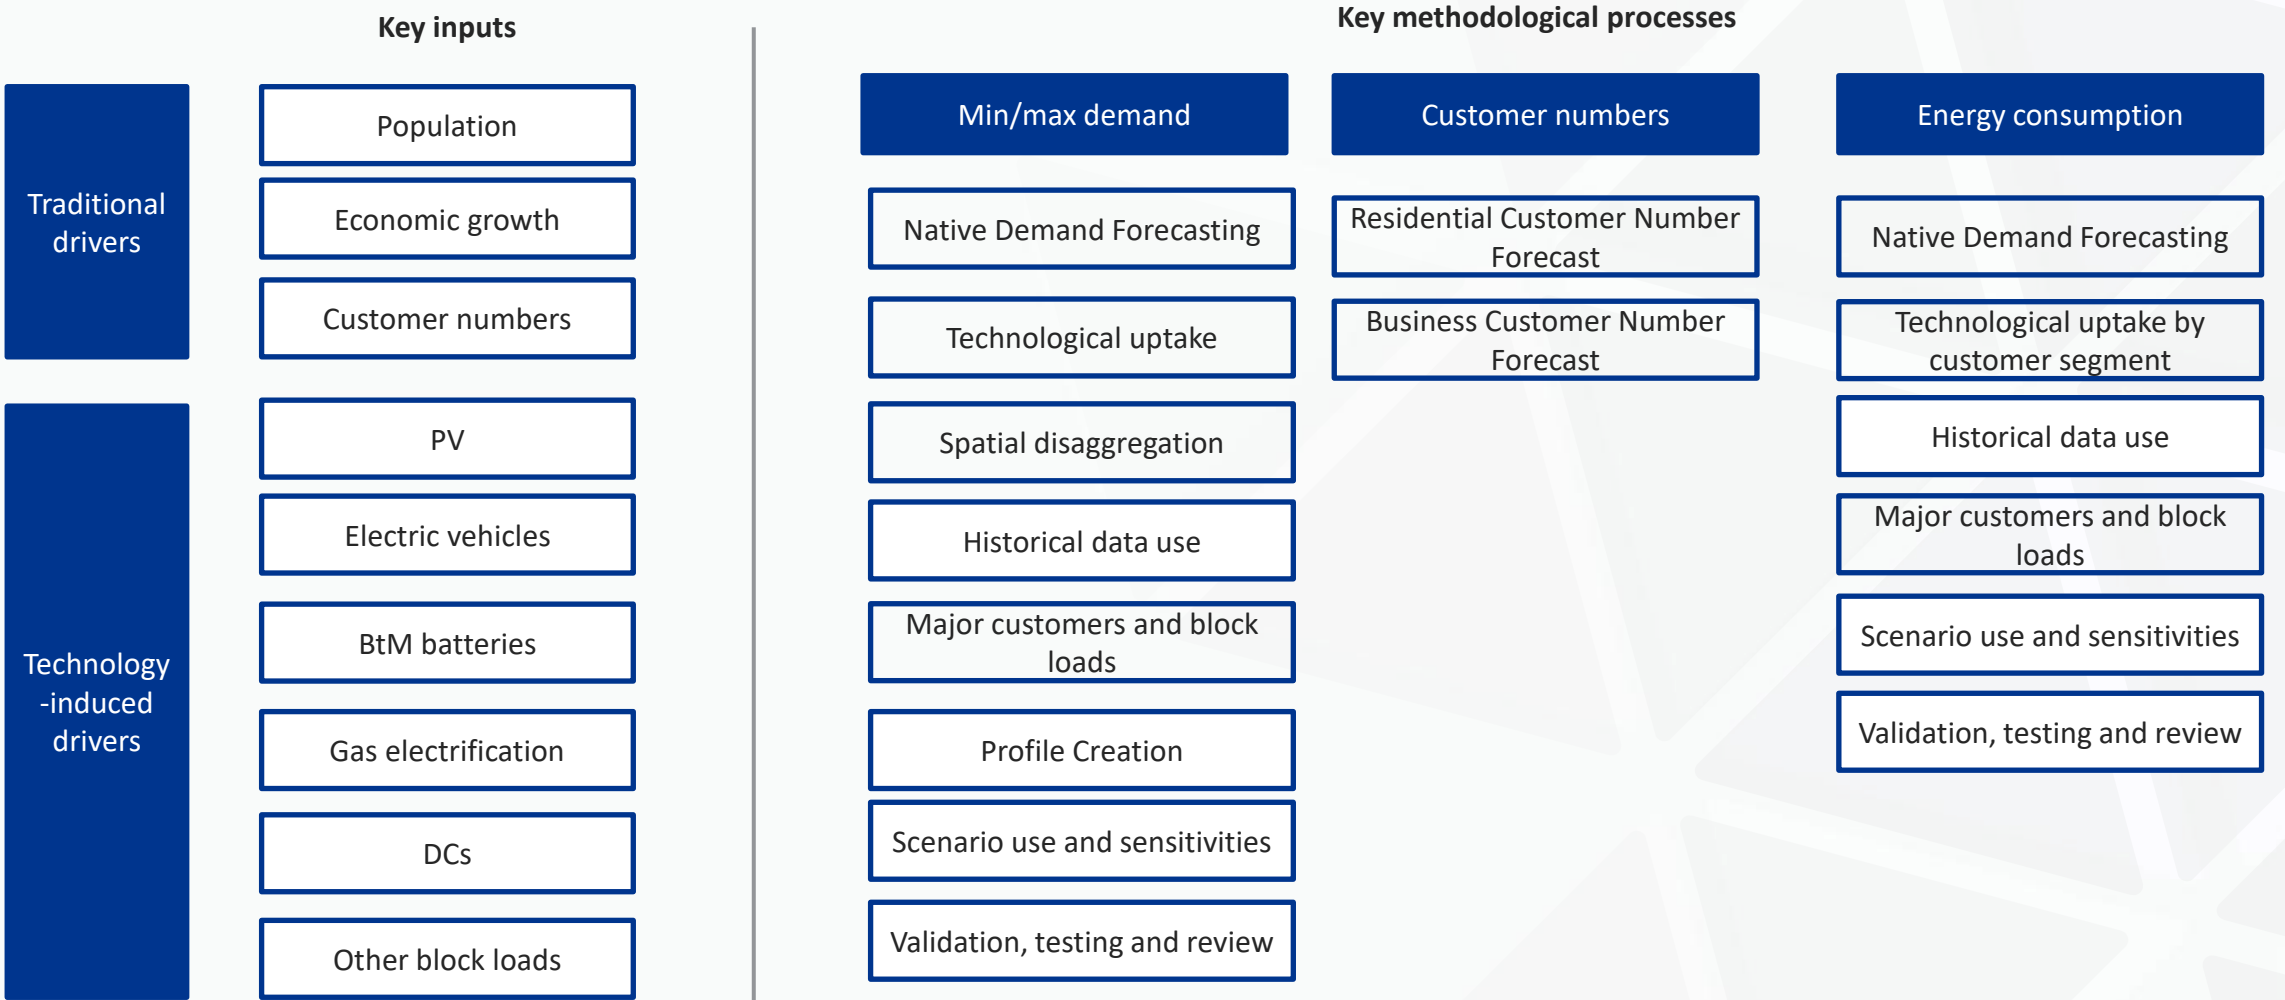 Key inputs
Traditional
drivers
Population
Economic growth
Customer numbers
Technology
-induced
drivers
PV
Electric vehicles
BtM batteries
Gas electrification
DCs
Other block loads
Key methodological processes
Min/max demand
Native Demand Forecasting
Technological uptake
Spatial disaggregation
Historical data use
Major customers and block
loads
Profile Creation
Scenario use and sensitivities
Validation, testing and review
Customer numbers
Residential Customer Number
Forecast
Business Customer Number
Forecast
Energy consumption
Native Demand Forecasting
Technological uptake by
customer segment
Historical data use
Major customers and block
loads
Scenario use and sensitivities
Validation, testing and review